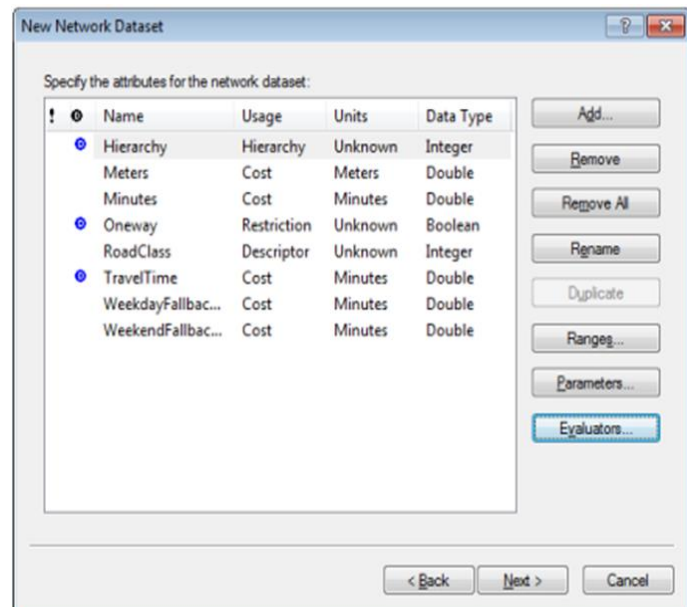 New Network Dataset
Specify the attributes for the network dataset:
! Name Usage Units Data Type
Hierarchy Hierarchy Unknown Integer
Meters Cost Meters Double
Minutes Cost Minutes Double
Oneway Restriction Unknown Boolean
RoadClass Descriptor Unknown Integer
TravelTime Cost Minutes Double
WeekdayFallbac... Cost Minutes Double
WeekendFallbac... Cost Minutes Double
Add...
Remove
Remove All
Rename
Duplicate
Ranges...
Parameters...
Evaluators...
< Back
Next >
Cancel